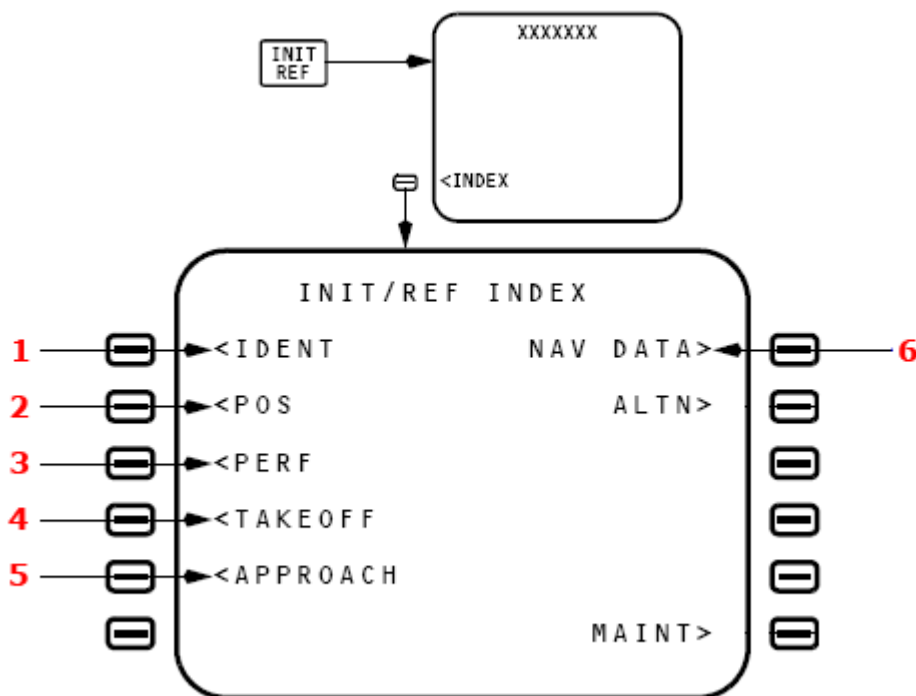 XXXXXXX
INIT
REF
<INDEX
INIT/REF INDEX
1 <IDENT NAV DATA> 6
2 <POS ALTN>
3 <PERF
4 <TAKEOFF
5 <APPROACH
MAINT>